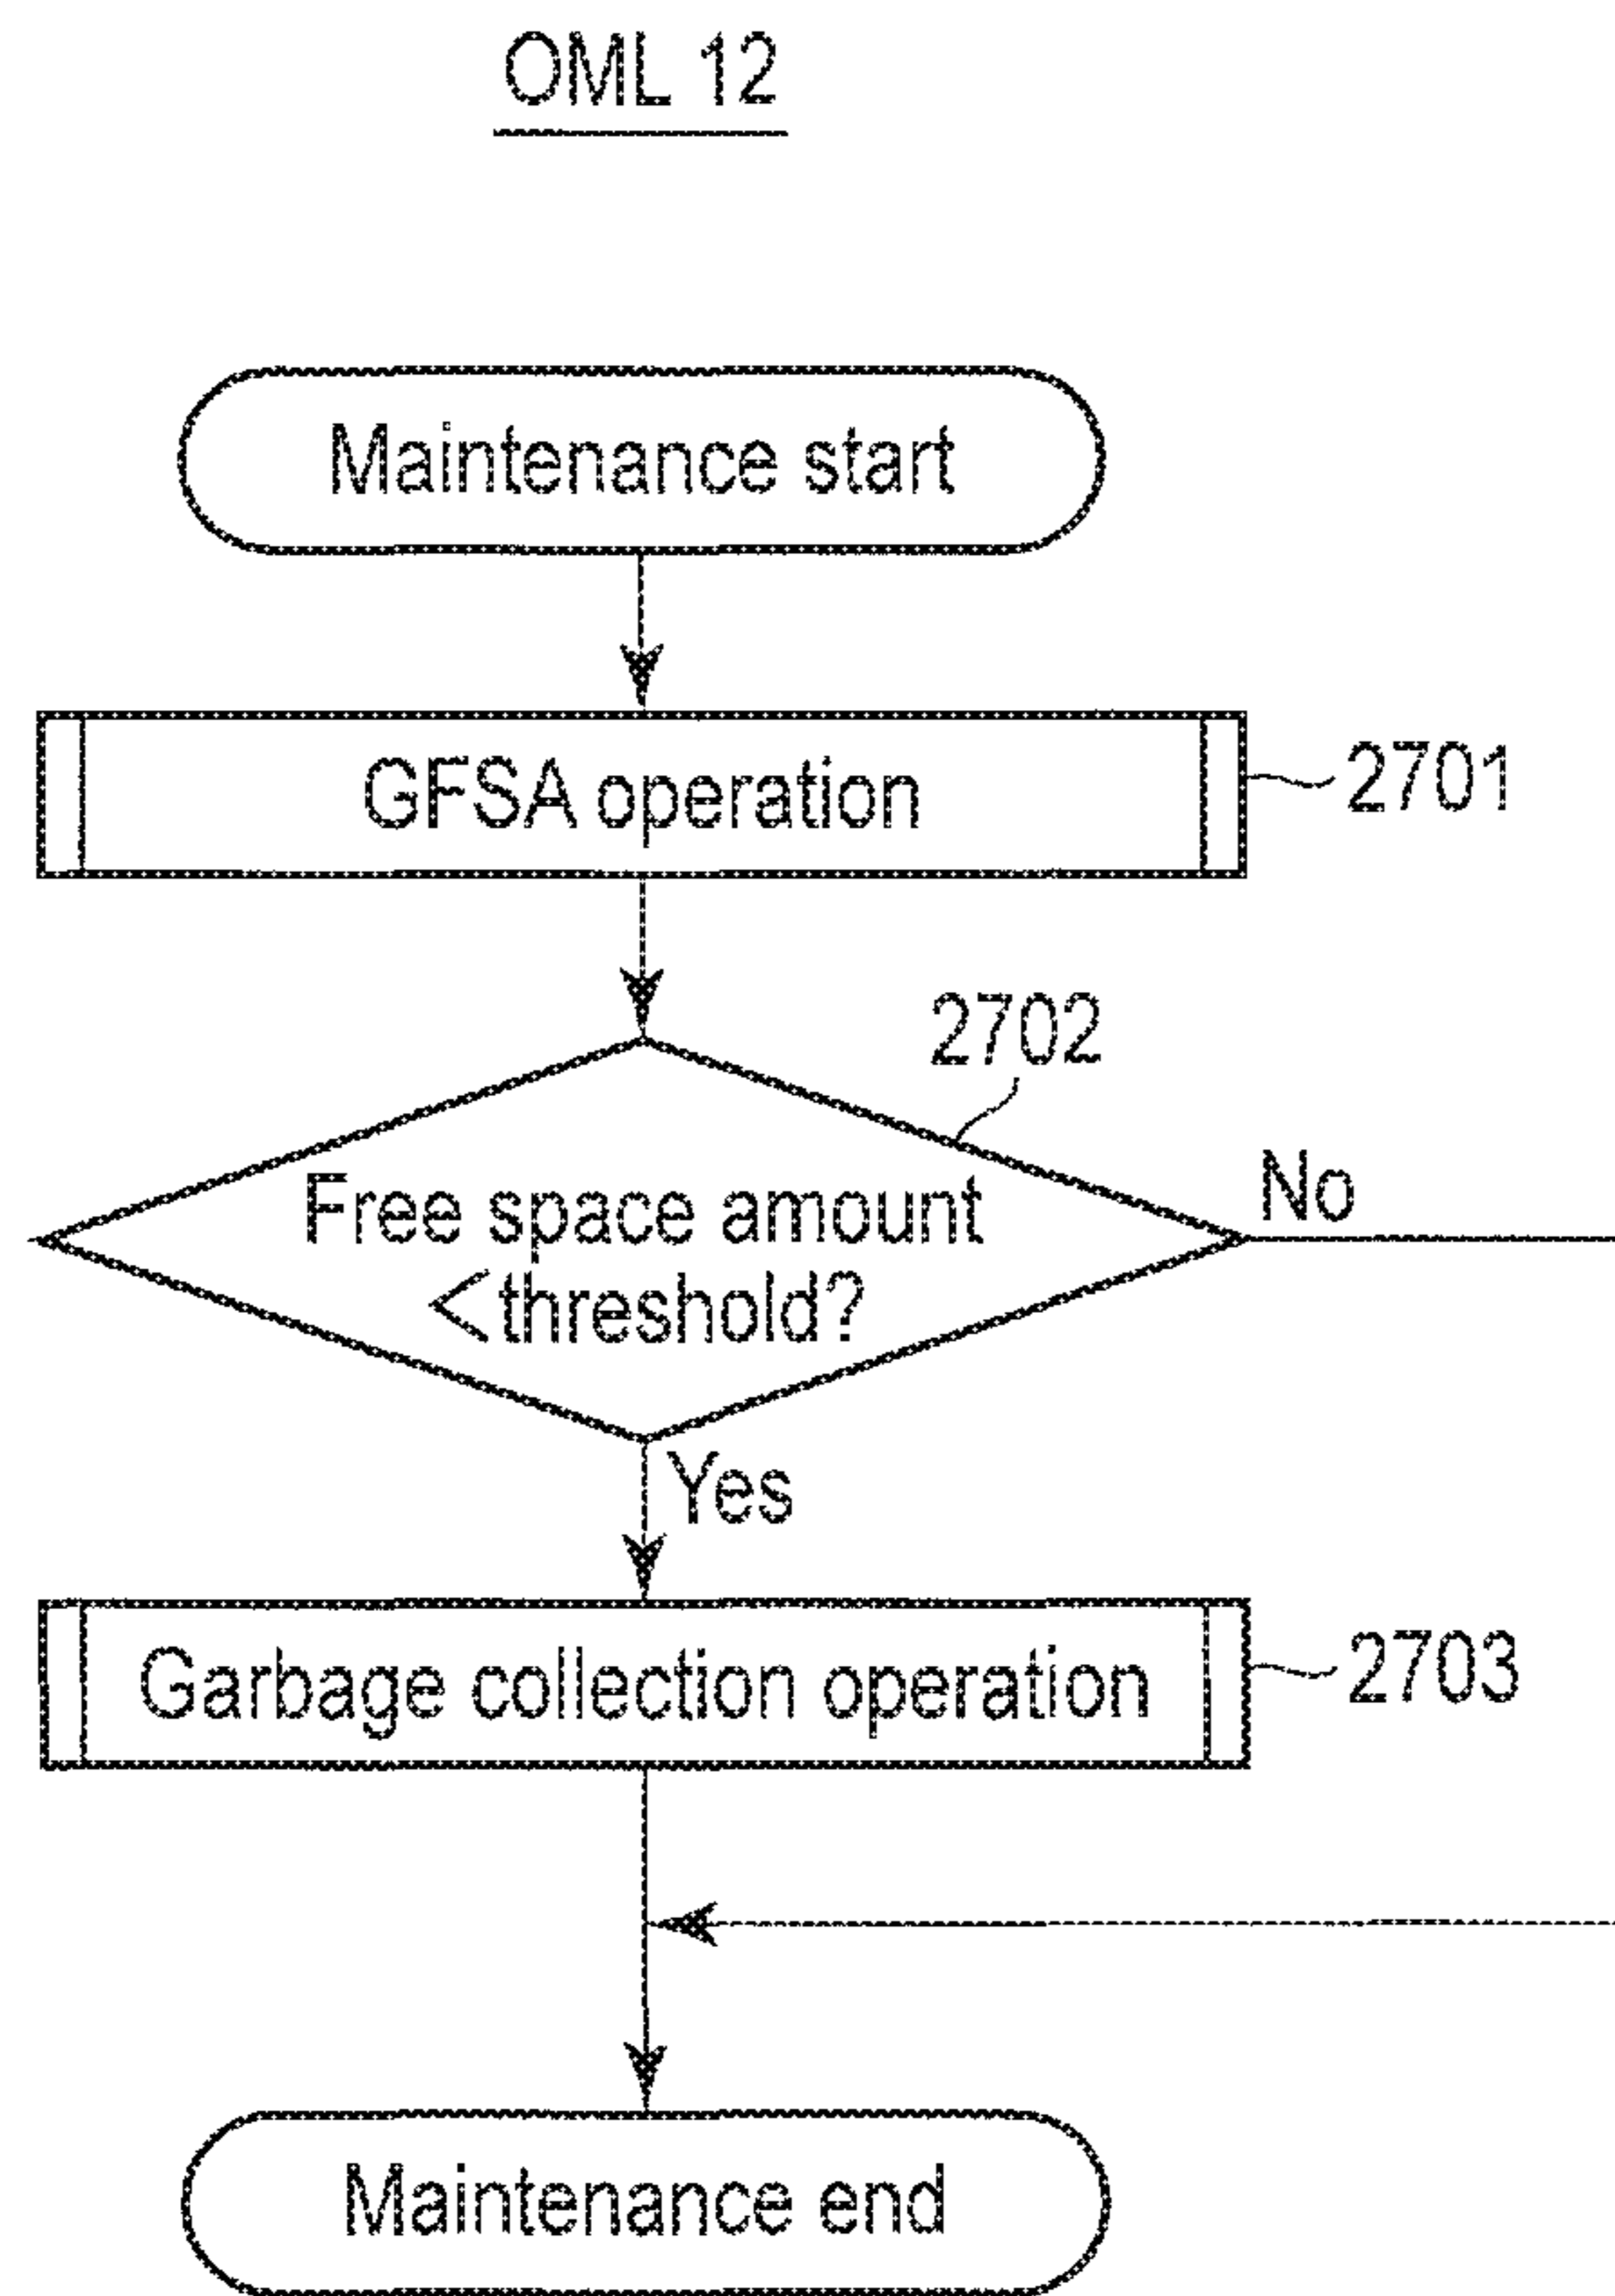 OML 12
Maintenance start
GFSA operation
2701
2702
Free space amount
<threshold?
No
Yes
Garbage collection operation
2703
Maintenance end